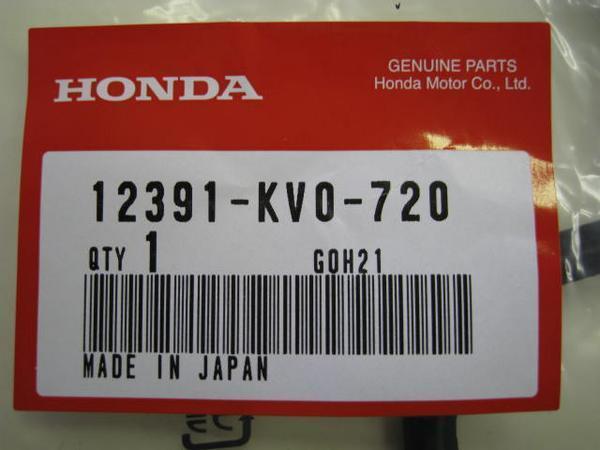 HONDA
GENUINE PARTS
Honda Motor Co., Ltd.
12391-KV0-720
QTY 1 G0H21
MADE IN JAPAN